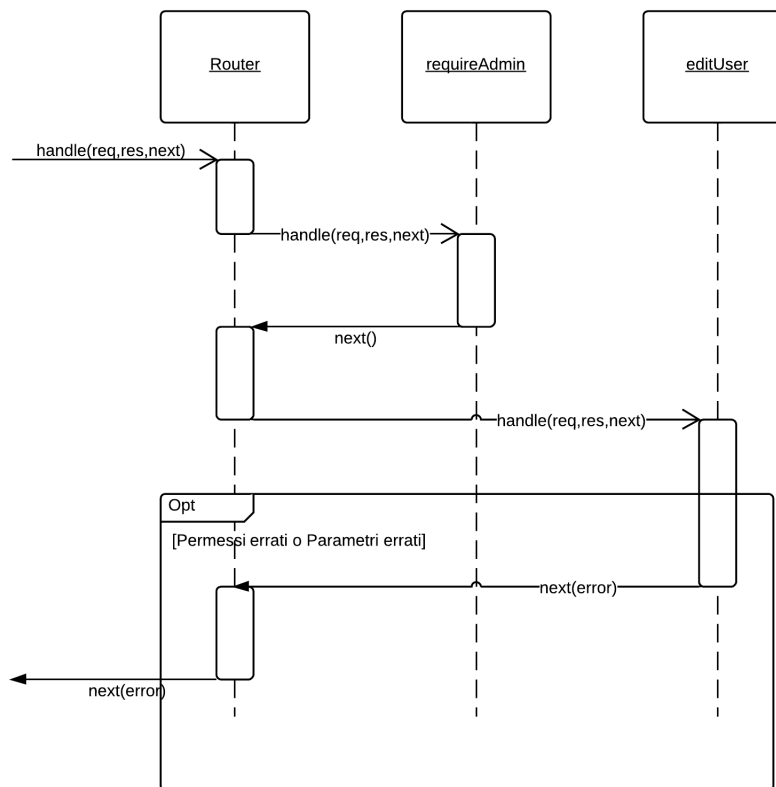 Router
requireAdmin
editUser
handle(req,res,next)
handle(req,res,next)
next()
handle(req,res,next)
Opt
[Permessi errati o Parametri errati]
next(error)
next(error)